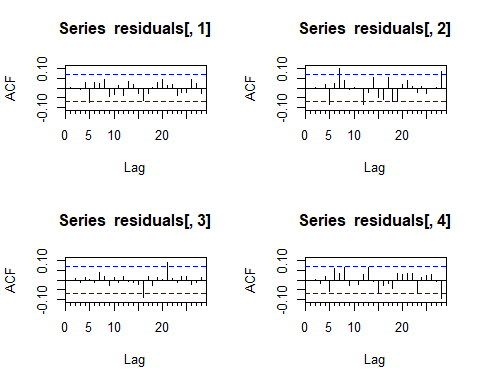 Series residuals[, 1]
ACF
-0.10 0.10
0 5 10 20
Lag
Series residuals[, 2]
ACF
-0.10 0.10
0 5 10 20
Lag
Series residuals[, 3]
ACF
-0.10 0.10
0 5 10 20
Lag
Series residuals[, 4]
ACF
-0.10 0.10
0 5 10 20
Lag